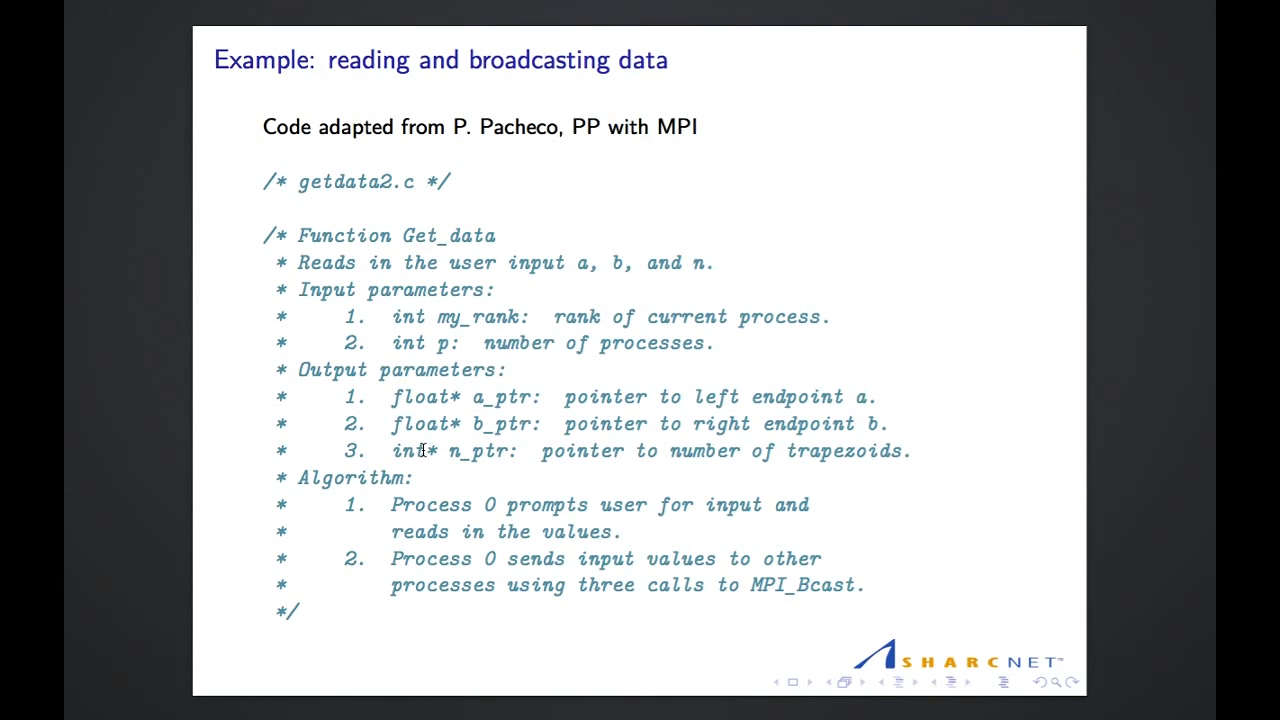 Example: reading and broadcasting data
Code adapted from P. Pacheco, PP with MPI
/* getdata2.c */
/* Function Get_data
* Reads in the user input a, b, and n.
* Input parameters:
* 1. int my_rank: rank of current process.
* 2. int p: number of processes.
* Output parameters:
* 1. float* a_ptr: pointer to left endpoint a.
* 2. float* b_ptr: pointer to right endpoint b.
* 3. int* n_ptr: pointer to number of trapezoids.
* Algorithm:
* 1. Process 0 prompts user for input and
* reads in the values.
* 2. Process 0 sends input values to other
* processes using three calls to MPI_Bcast.
*/
SHARCNET™